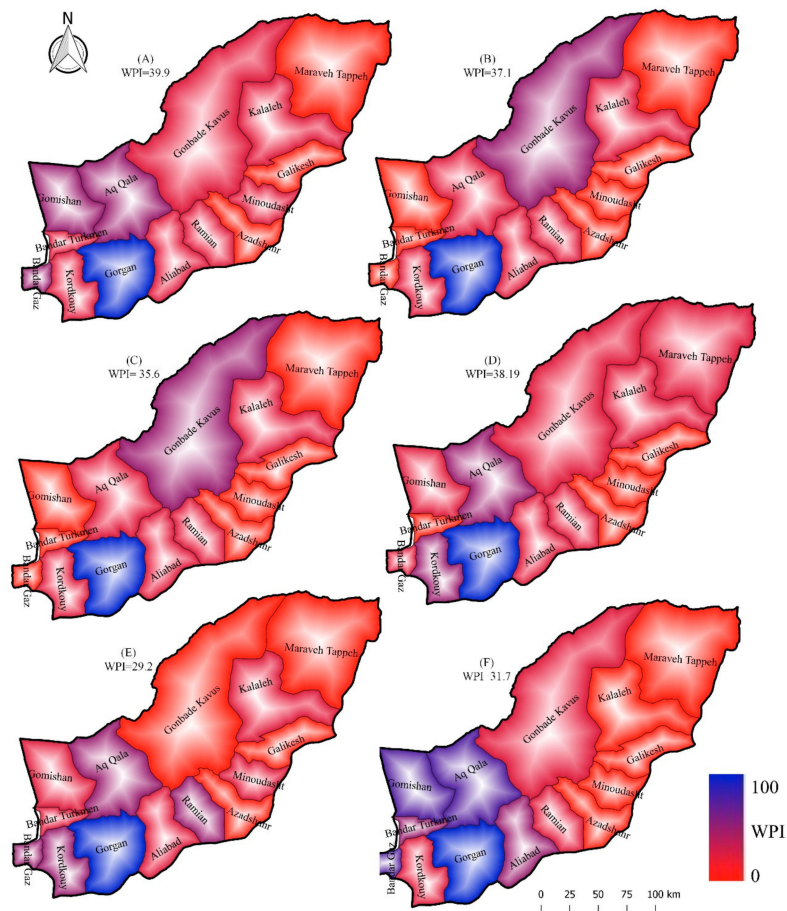 N
(A)
WPI=39.9
Maraveh Tappeh
Kalaleh
Gonbade Kavus
Galikesh
Minoudasht
Aq Qala
Gomishan
Ramian
Azadshahr
Bandar Turkmen
Gorgan
Aliabad
Kordkouy
Bandar Gaz
(B)
WPI=37.1
Maraveh Tappeh
Kalaleh
Gonbade Kavus
Galikesh
Minoudasht
Aq Qala
Gomishan
Ramian
Azadshahr
Bandar Turkmen
Gorgan
Aliabad
Kordkouy
Bandar Gaz
(C)
WPI= 35.6
Maraveh Tappeh
Kalaleh
Gonbade Kavus
Galikesh
Minoudasht
Aq Qala
Gomishan
Ramian
Azadshahr
Bandar Turkmen
Gorgan
Aliabad
Kordkouy
Bandar Gaz
(D)
WPI=38.19
Maraveh Tappeh
Kalaleh
Gonbade Kavus
Galikesh
Minoudasht
Aq Qala
Gomishan
Ramian
Azadshahr
Bandar Turkmen
Gorgan
Aliabad
Kordkouy
Bandar Gaz
(E)
WPI=29.2
Maraveh Tappeh
Kalaleh
Gonbade Kavus
Galikesh
Minoudasht
Aq Qala
Gomishan
Ramian
Azadshahr
Bandar Turkmen
Gorgan
Aliabad
Kordkouy
Bandar Gaz
(F)
WPI 31.7
Maraveh Tappeh
Kalaleh
Gonbade Kavus
Galikesh
Minoudasht
Aq Qala
Gomishan
Ramian
Azadshahr
Bandar Turkmen
Gorgan
Aliabad
Kordkouy
Bandar Gaz
100
WPI
0
0 25 50 75 100 km